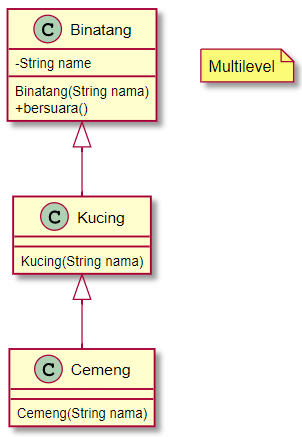 C Binatang
-String name
Binatang(String nama)
+bersuara()
Multilevel
C Kucing
Kucing(String nama)
C Cemeng
Cemeng(String nama)